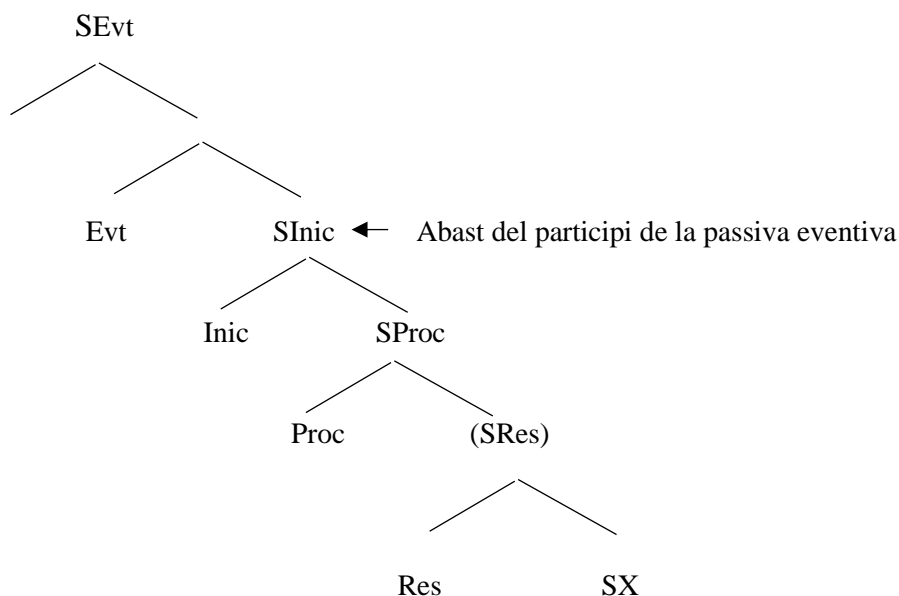 SEvt
Evt SInic ← Abast del participi de la passiva eventiva
Inic SProc
Proc (SRes)
Res SX